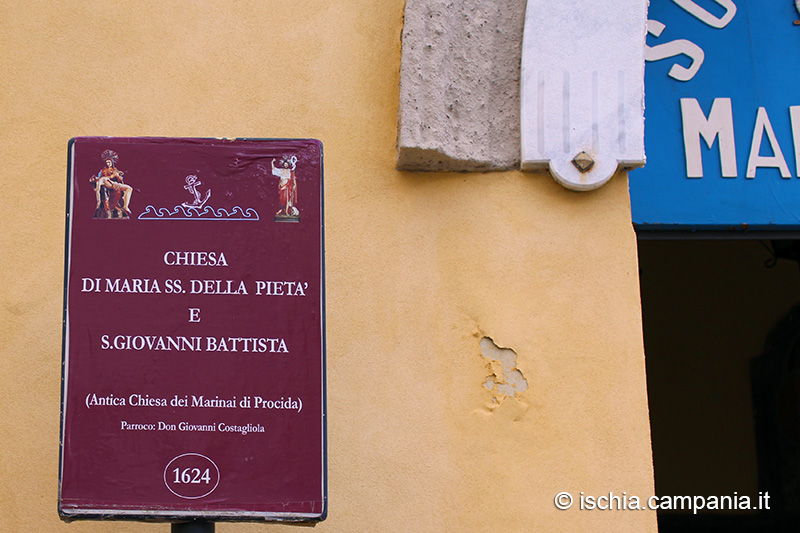 CHIESA
DI MARIA SS. DELLA PIETA'
E
S.GIOVANNI BATTISTA
(Antica Chiesa dei Marinai di Procida)
Parroco: Don Giovanni Costagliola
1624
© ischia.campania.it